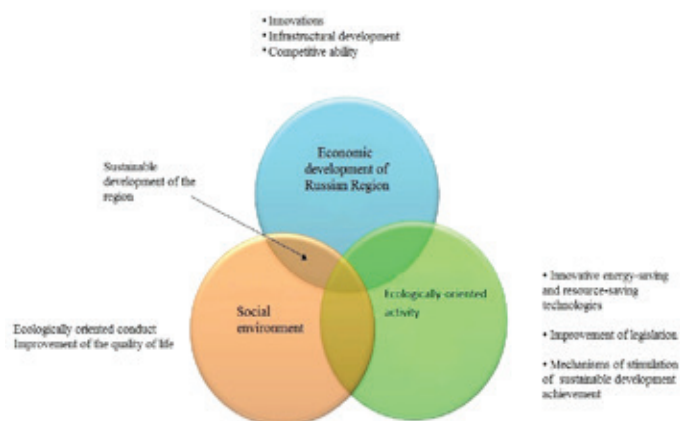 • Innovations
• Infrastructural development
• Competitive ability
Economic
development of
Russian Region
Sustainable
development of the
region
Social
environment
Ecologically-oriented
activity
Ecologically oriented conduct
Improvement of the quality of life
• Innovative energy-saving
and resource-saving
technologies
• Improvement of legislation
• Mechanisms of stimulation
of sustainable development
achievement